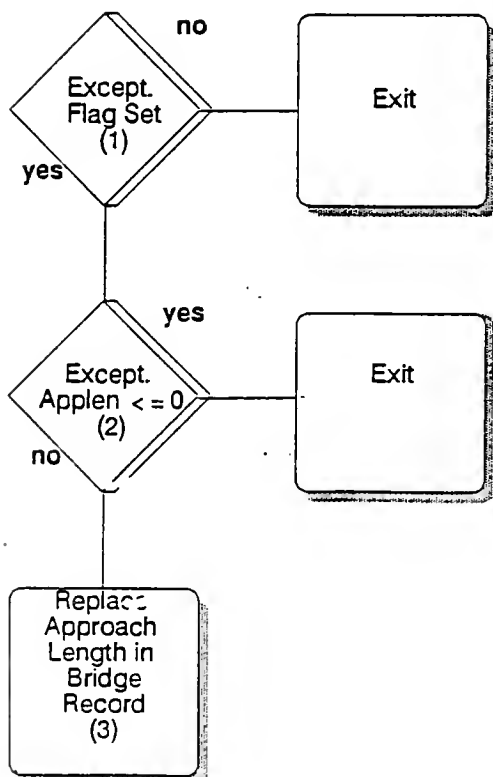 no
Except.
Flag Set
(1)
yes
Exit
yes
Except.
Applen < = 0
(2)
no
Exit
Replace
Approach
Length in
Bridge
Record
(3)